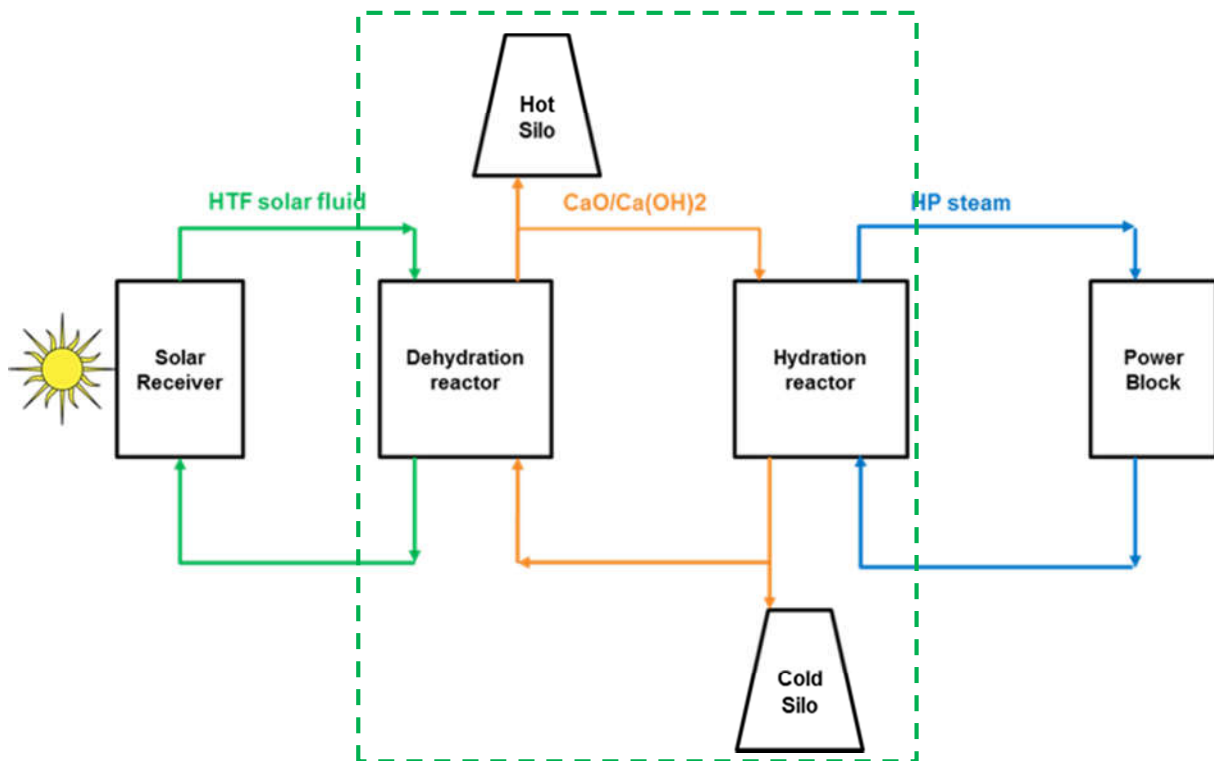 Hot
Silo
HTF solar fluid
CaO/Ca(OH)2
HP steam
Solar
Receiver
Dehydration
reactor
Hydration
reactor
Power
Block
Cold
Silo